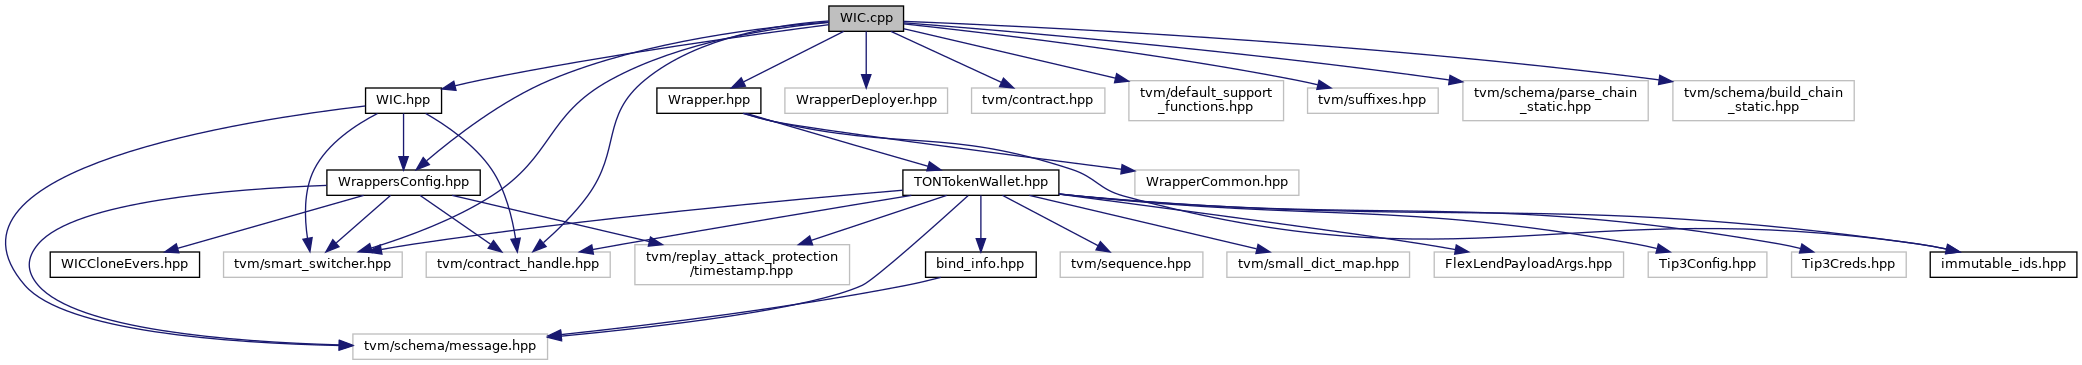 WIC.cpp
WIC.hpp
Wrapper.hpp
WrapperDeployer.hpp
tvm/contract.hpp
tvm/default_support
_functions.hpp
tvm/suffixes.hpp
tvm/schema/parse_chain
_static.hpp
tvm/schema/build_chain
_static.hpp
WrappersConfig.hpp
TONTokenWallet.hpp
WrapperCommon.hpp
WICCloneEvers.hpp
tvm/smart_switcher.hpp
tvm/contract_handle.hpp
tvm/replay_attack_protection
/timestamp.hpp
bind_info.hpp
tvm/sequence.hpp
tvm/small_dict_map.hpp
FlexLendPayloadArgs.hpp
Tip3Config.hpp
Tip3Creds.hpp
immutable_ids.hpp
tvm/schema/message.hpp